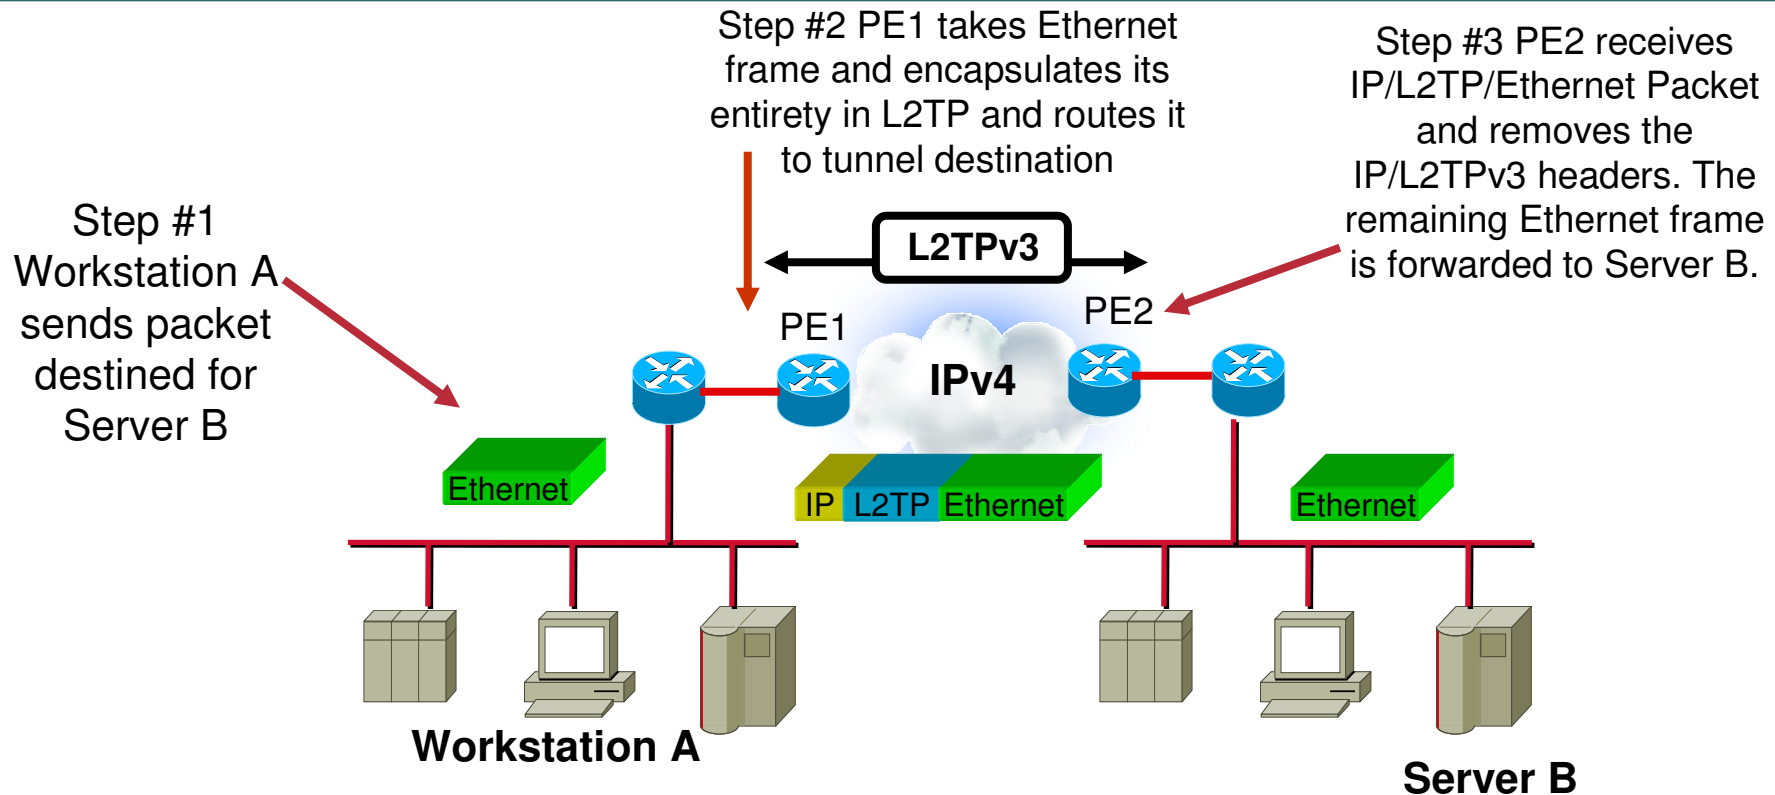 Step #2 PE1 takes Ethernet
frame and encapsulates its
entirety in L2TP and routes it
to tunnel destination
Step #3 PE2 receives
IP/L2TP/Ethernet Packet
and removes the
IP/L2TPv3 headers. The
remaining Ethernet frame
is forwarded to Server B.
Step #1
Workstation A
sends packet
destined for
Server B
L2TPv3
PE1
PE2
IPv4
Ethernet
IP L2TP Ethernet
Ethernet
Workstation A
Server B